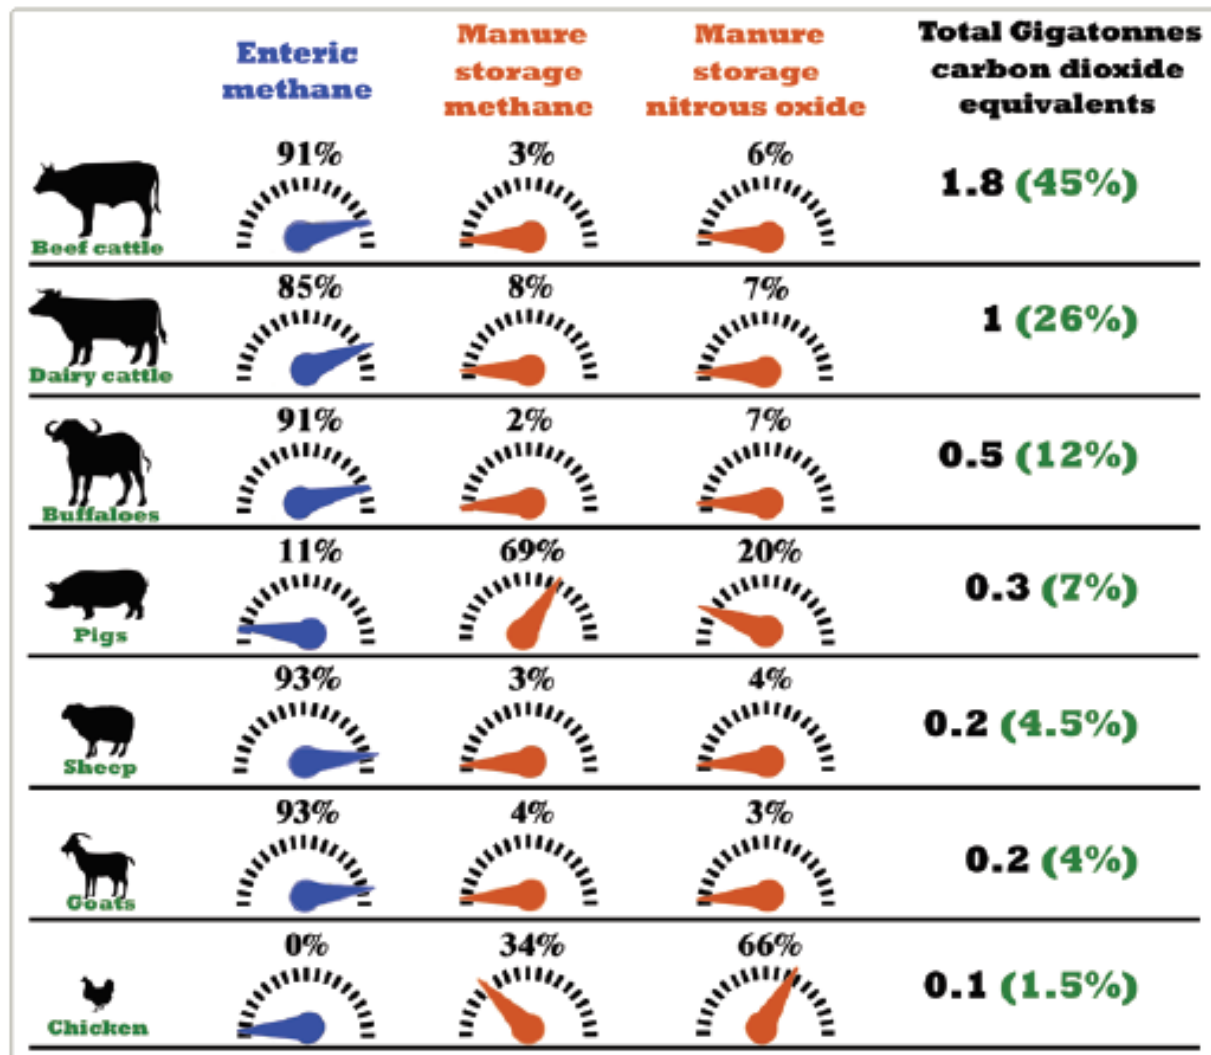 Enteric
methane
Manure
storage
methane
Manure
storage
nitrous oxide
Total Gigatonnes
carbon dioxide
equivalents
91% 3% 6%
1.8 (45%)
Beef cattle
85% 8% 7%
1 (26%)
Dairy cattle
91% 2% 7%
0.5 (12%)
Buffaloes
11% 69% 20%
0.3 (7%)
Pigs
93% 3% 4%
0.2 (4.5%)
Sheep
93% 4% 3%
0.2 (4%)
Goats
0% 34% 66%
0.1 (1.5%)
Chicken